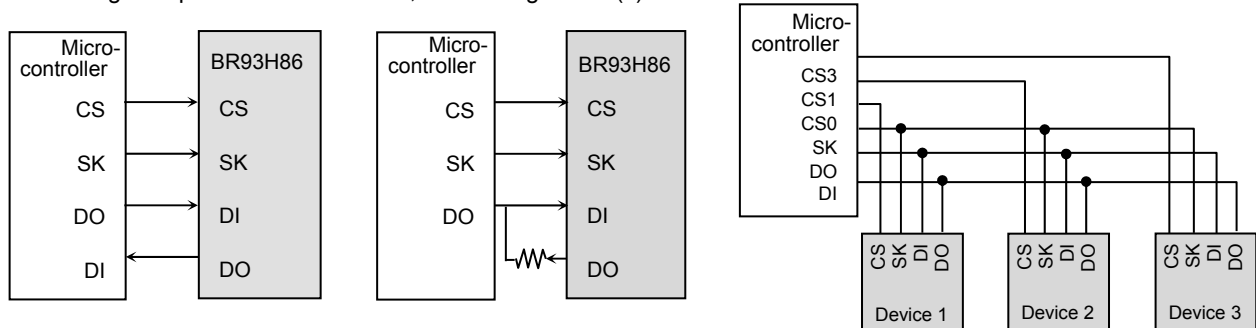 Micro-
controller
CS
SK
DO
DI
BR93H86
CS
SK
DI
DO
Micro-
controller
CS
SK
DO
BR93H86
CS
SK
DI
DO
Micro-
controller
CS3
CS1
CS0
SK
DO
DI
CS
SK
DI
DO
Device 1
CS
SK
DI
DO
Device 2
CS
SK
DI
DO
Device 3